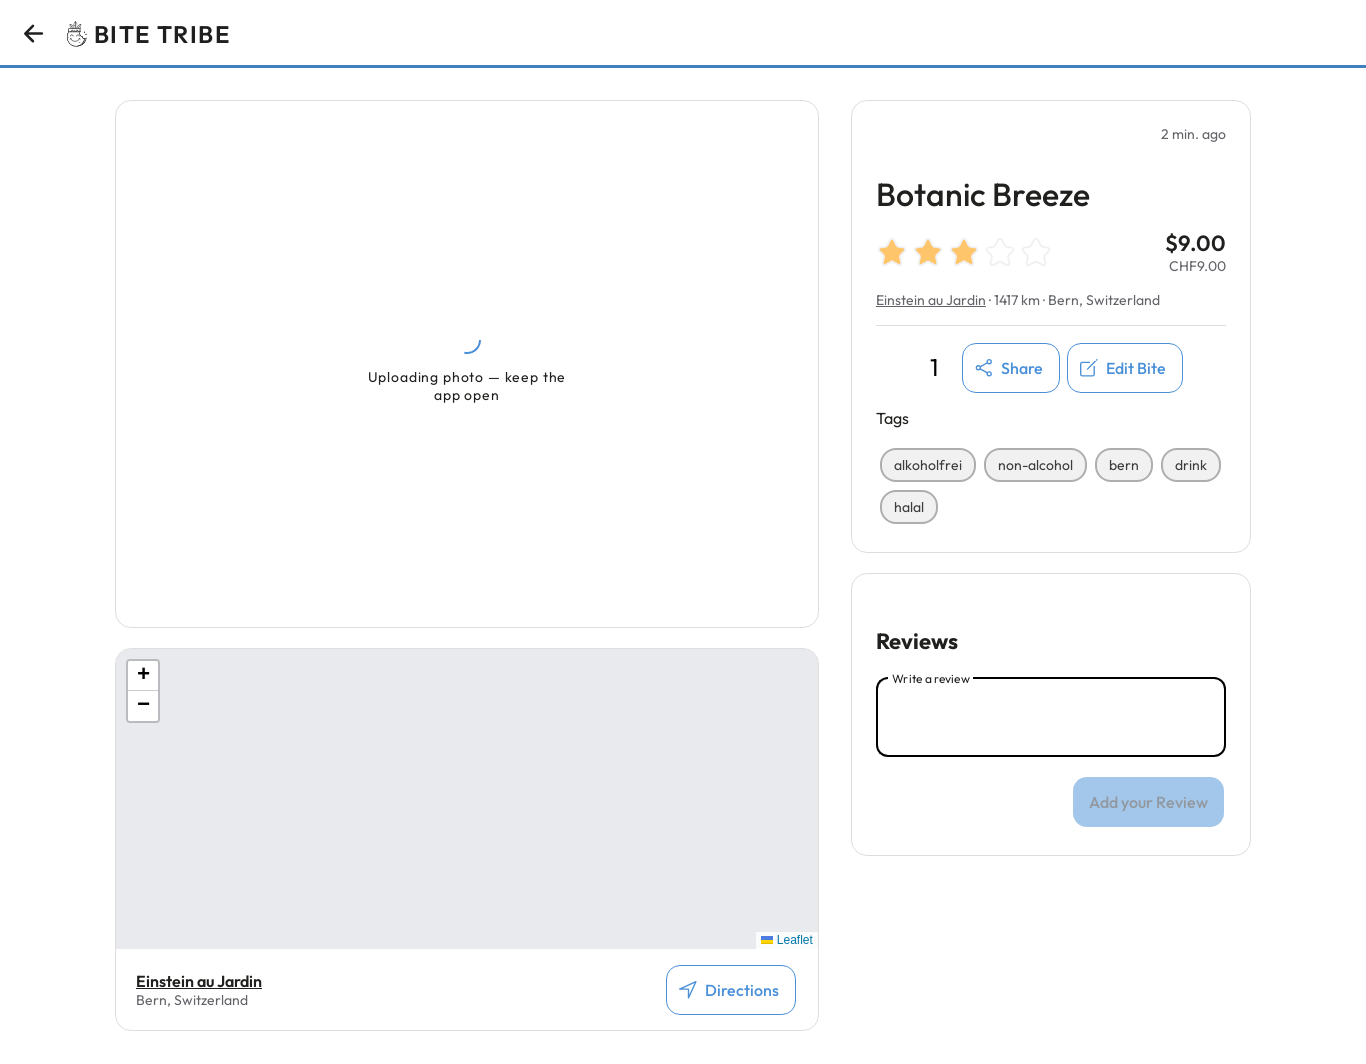 BITE TRIBE
Uploading photo — keep the
app open
+
−
Leaflet
Einstein au Jardin
Bern, Switzerland
Directions
2 min. ago
Botanic Breeze
$9.00
CHF9.00
Einstein au Jardin · 1417 km · Bern, Switzerland
1
Share
Edit Bite
Tags
alkoholfrei
non-alcohol
bern
drink
halal
Reviews
Write a review
Add your Review